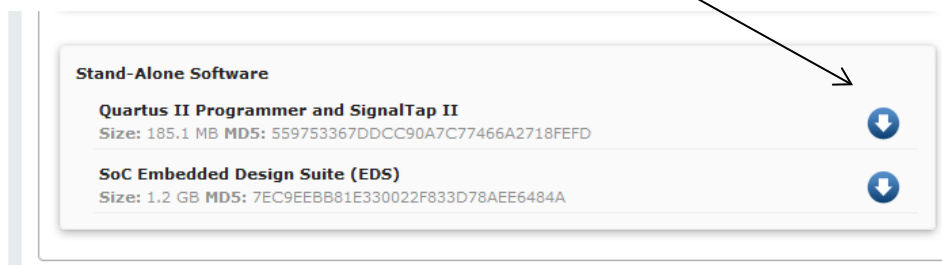 Stand-Alone Software
Quartus II Programmer and SignalTap II
Size: 185.1 MB MD5: 559753367DDCC90A7C77466A2718FEFD
SoC Embedded Design Suite (EDS)
Size: 1.2 GB MD5: 7EC9EEBB81E330022F833D78AEE6484A